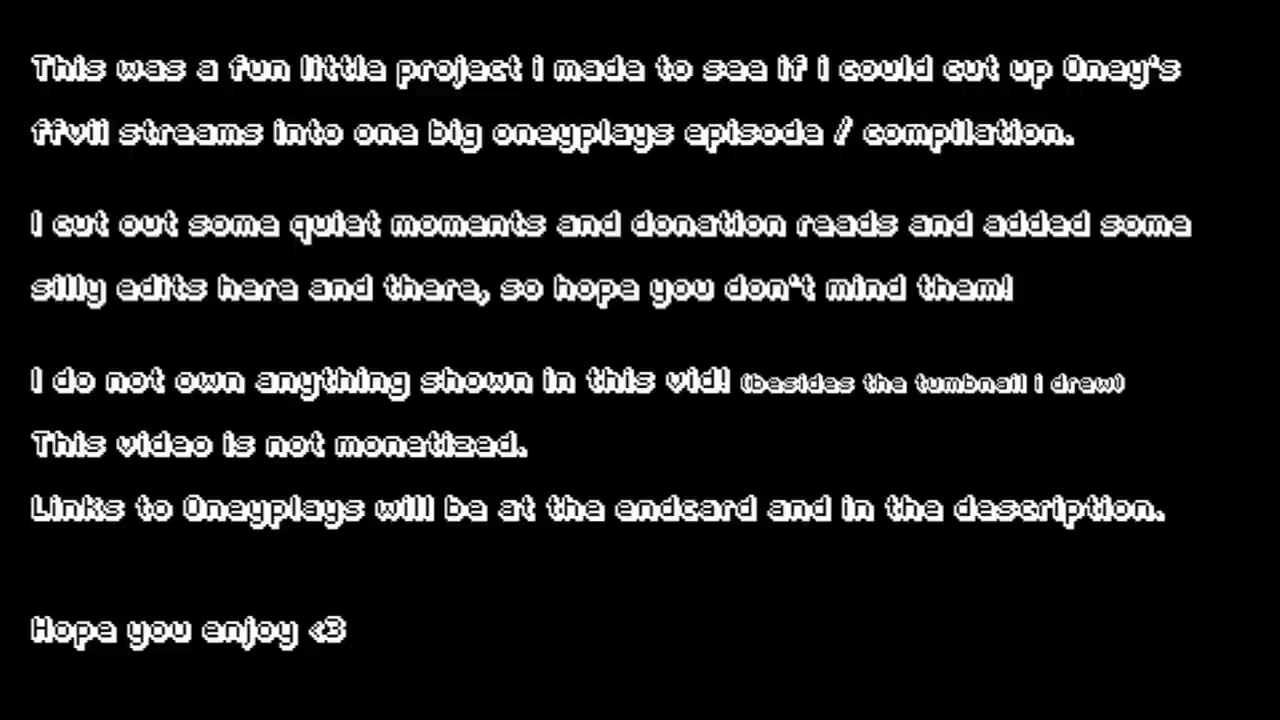 This was a fun little project i made to see if i could cut up Oney's
ffvii streams into one big oneyplays episode / compilation.
I cut out some quiet moments and donation reads and added some
silly edits here and there, so hope you don't mind them!
I do not own anything shown in this vid! (besides the tumbnail i drew)
This video is not monetized.
Links to Oneyplays will be at the endcard and in the description.
Hope you enjoy <3